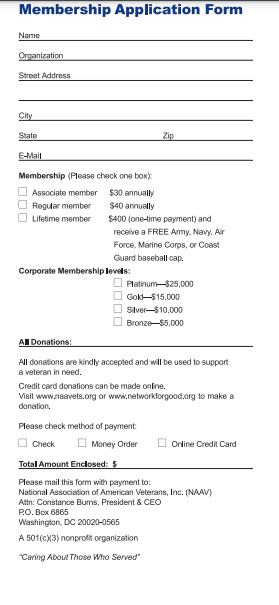 Membership Application Form
Name
Organization
Street Address
City
State Zip
E-Mail
Membership (Please check one box):
Associate member $30 annually
Regular member $40 annually
Lifetime member $400 (one-time payment) and
receive a FREE Army, Navy, Air
Force, Marine Corps, or Coast
Guard baseball cap.
Corporate Membership levels:
Platinum—$25,000
Gold—$15,000
Silver—$10,000
Bronze—$5,000
All Donations:
All donations are kindly accepted and will be used to support
a veteran in need.
Credit card donations can be made online.
Visit www.naavets.org or www.networkforgood.org to make a
donation.
Please check method of payment:
Check Money Order Online Credit Card
Total Amount Enclosed: $
Please mail this form with payment to:
National Association of American Veterans, Inc. (NAAV)
Attn: Constance Burns, President & CEO
P.O. Box 6865
Washington, DC 20020-0565
A 501(c)(3) nonprofit organization
“Caring About Those Who Served”